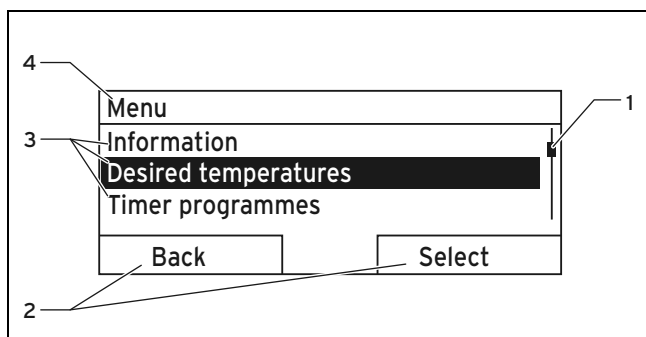 4
Menu
1
3
Information
Desired temperatures
Timer programmes
Back Select
2